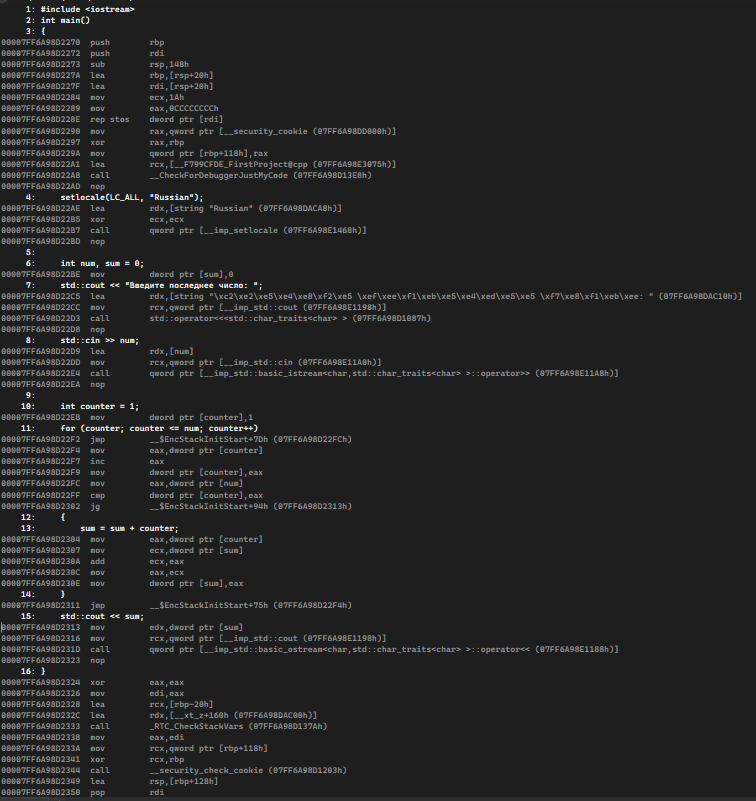 1: #include <iostream>
2: int main()
3: {
00007FF6A98D2270 push rbp
00007FF6A98D2272 push rdi
00007FF6A98D2273 sub rsp,148h
00007FF6A98D227A lea rbp,[rsp+20h]
00007FF6A98D227F lea rdi,[rsp+20h]
00007FF6A98D2284 mov ecx,1Ah
00007FF6A98D2289 mov eax,0CCCCCCCCh
00007FF6A98D228E rep stos dword ptr [rdi]
00007FF6A98D2290 mov rax,qword ptr [__security_cookie (07FF6A98DD000h)]
00007FF6A98D2297 xor rax,rbp
00007FF6A98D229A mov qword ptr [rbp+118h],rax
00007FF6A98D22A1 lea rcx,[__F799CFDE_FirstProject@cpp (07FF6A98E3075h)]
00007FF6A98D22A8 call __CheckForDebuggerJustMyCode (07FF6A98D13E8h)
00007FF6A98D22AD nop
4: setlocale(LC_ALL, "Russian");
00007FF6A98D22AE lea rdx,[string "Russian" (07FF6A98DACA8h)]
00007FF6A98D22B5 xor ecx,ecx
00007FF6A98D22B7 call qword ptr [__imp_setlocale (07FF6A98E1468h)]
00007FF6A98D22BD nop
5:
6: int num, sum = 0;
00007FF6A98D22BE mov dword ptr [sum],0
7: std::cout << "Введите последнее число: ";
00007FF6A98D22C5 lea rdx,[string "\xc2\xe2\xe5\xe4\xe8\xf2\xe5 \xef\xee\xf1\xeb\xe5\xe4\xed\xe5\xe5 \xf7\xe8\xf1\xeb\xee: " (07FF6A98DAC10h)]
00007FF6A98D22CC mov rcx,qword ptr [__imp_std::cout (07FF6A98E1198h)]
00007FF6A98D22D3 call std::operator<<<std::char_traits<char> > (07FF6A98D1087h)
00007FF6A98D22D8 nop
8: std::cin >> num;
00007FF6A98D22D9 lea rdx,[num]
00007FF6A98D22DD mov rcx,qword ptr [__imp_std::cin (07FF6A98E11A0h)]
00007FF6A98D22E4 call qword ptr [__imp_std::basic_istream<char,std::char_traits<char> >::operator>> (07FF6A98E11A8h)]
00007FF6A98D22EA nop
9:
10: int counter = 1;
00007FF6A98D22EB mov dword ptr [counter],1
11: for (counter; counter <= num; counter++)
00007FF6A98D22F2 jmp __$EncStackInitStart+7Dh (07FF6A98D22FCh)
00007FF6A98D22F4 mov eax,dword ptr [counter]
00007FF6A98D22F7 inc eax
00007FF6A98D22F9 mov dword ptr [counter],eax
00007FF6A98D22FC mov eax,dword ptr [num]
00007FF6A98D22FF cmp dword ptr [counter],eax
00007FF6A98D2302 jg __$EncStackInitStart+94h (07FF6A98D2313h)
12: {
13: sum = sum + counter;
00007FF6A98D2304 mov eax,dword ptr [counter]
00007FF6A98D2307 mov ecx,dword ptr [sum]
00007FF6A98D230A add ecx,eax
00007FF6A98D230C mov eax,ecx
00007FF6A98D230E mov dword ptr [sum],eax
14: }
00007FF6A98D2311 jmp __$EncStackInitStart+75h (07FF6A98D22F4h)
15: std::cout << sum;
00007FF6A98D2313 mov edx,dword ptr [sum]
00007FF6A98D2316 mov rcx,qword ptr [__imp_std::cout (07FF6A98E1198h)]
00007FF6A98D231D call qword ptr [__imp_std::basic_ostream<char,std::char_traits<char> >::operator<< (07FF6A98E1188h)]
00007FF6A98D2323 nop
16: }
00007FF6A98D2324 xor eax,eax
00007FF6A98D2326 mov edi,eax
00007FF6A98D2328 lea rcx,[rbp-20h]
00007FF6A98D232C lea rdx,[__xt_z+160h (07FF6A98DAC00h)]
00007FF6A98D2333 call _RTC_CheckStackVars (07FF6A98D137Ah)
00007FF6A98D2338 mov eax,edi
00007FF6A98D233A mov rcx,qword ptr [rbp+118h]
00007FF6A98D2341 xor rcx,rbp
00007FF6A98D2344 call __security_check_cookie (07FF6A98D1203h)
00007FF6A98D2349 lea rsp,[rbp+128h]
00007FF6A98D2350 pop rdi